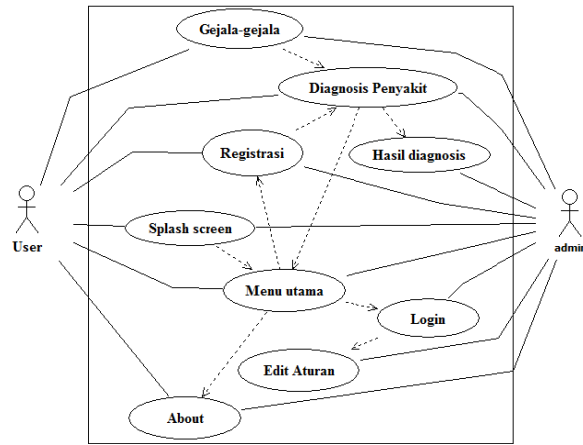 Gejala-gejala
Diagnosis Penyakit
Registrasi
Hasil diagnosis
User
admin
Splash screen
Menu utama
Login
Edit Aturan
About